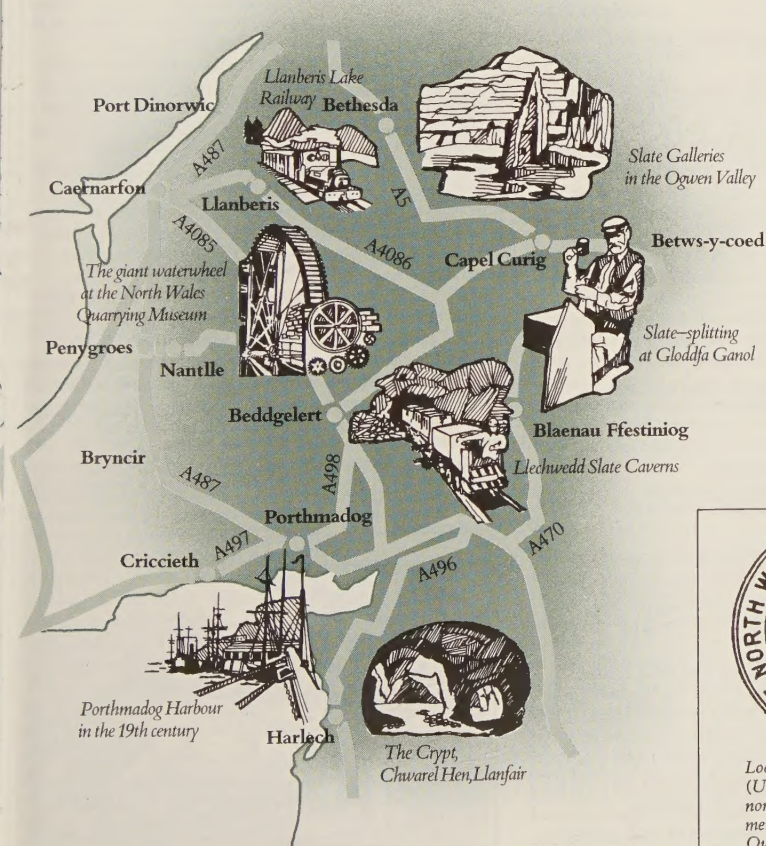 Llanberis Lake
Railway
Bethesda
Port Dinorwic
A487
Slate Galleries
in the Ogwen Valley
Caernarfon
Llanberis
A5
A4085
A4086
Capel Curig
Betws-y-coed
The giant waterwheel
at the North Wales
Quarrying Museum
Penygroes
Nantlle
Slate-splitting
at Gloddfa Ganol
Beddgelert
Blaenau Ffestiniog
Bryncir
A487
A498
Llechwedd Slate Caverns
Porthmadog
A470
Criccieth
A497
A496
NORTH W
Porthmadog Harbour
in the 19th century
Harlech
The Crypt,
Chwarel Hen, Llanfair